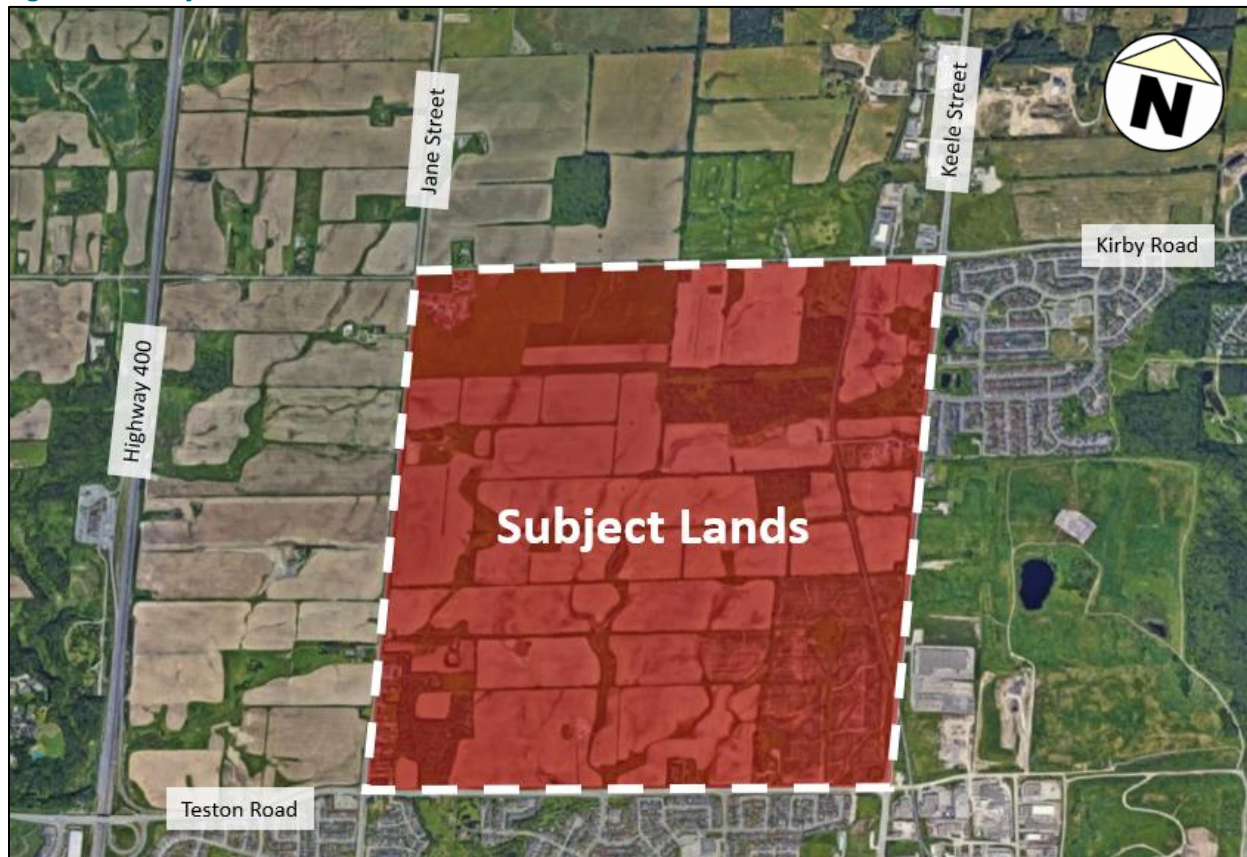 Jane Street
Keele Street
N
Kirby Road
Highway 400
Subject Lands
Teston Road